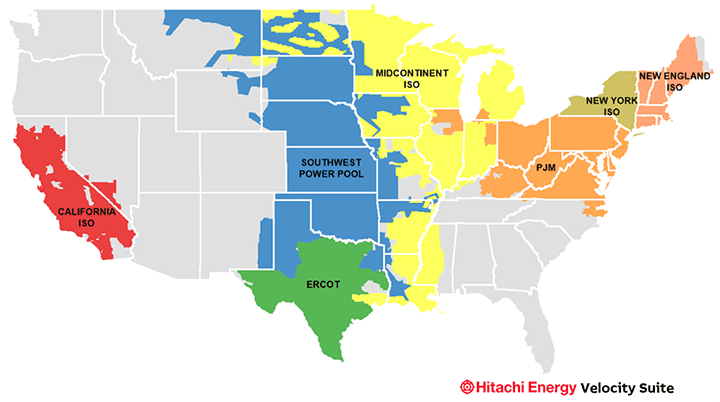 MIDCONTINENT
ISO
NEW ENGLAND
ISO
NEW YORK
ISO
SOUTHWEST
POWER POOL
PJM
CALIFORNIA
ISO
ERCOT
Hitachi Energy Velocity Suite